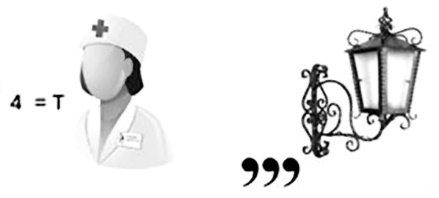 4 = T
,,,